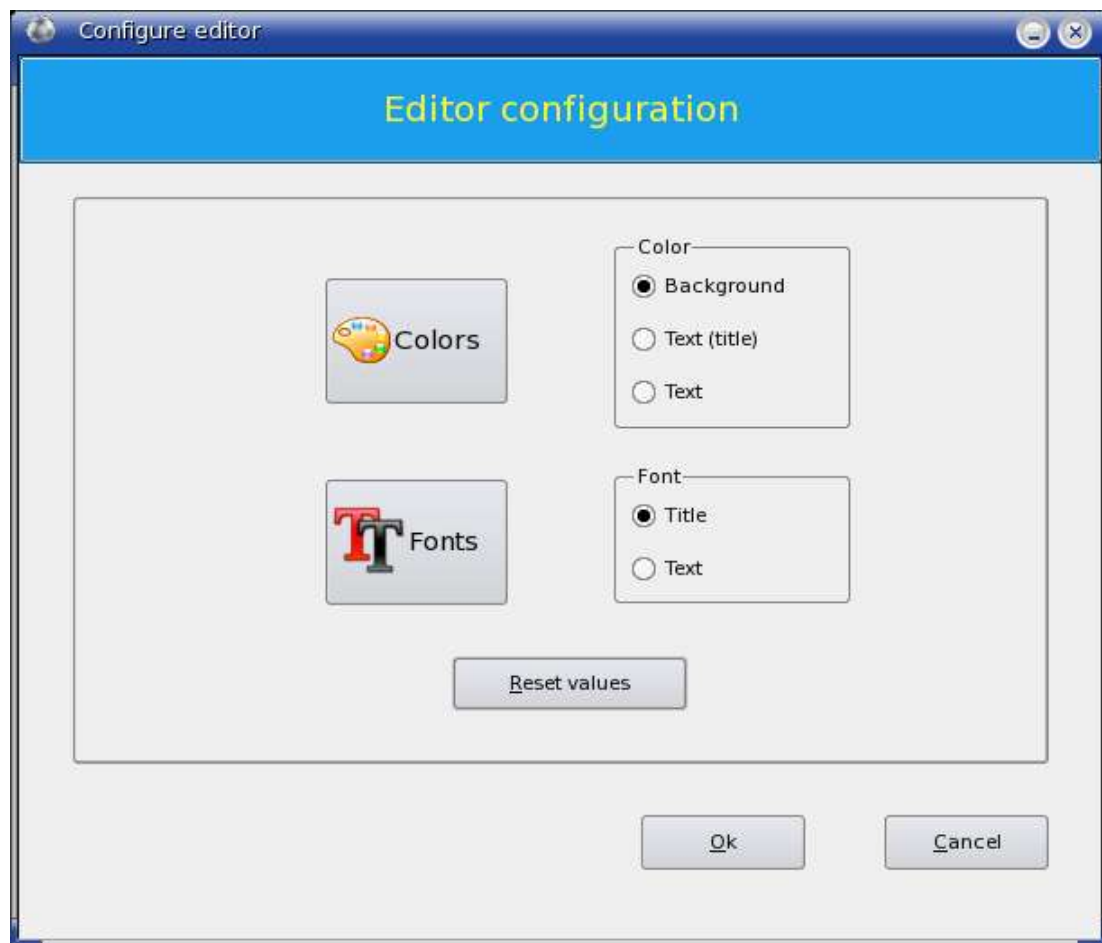 Configure editor
Editor configuration
Colors
Color
Background
Text (title)
Text
Fonts
Font
Title
Text
Reset values
Ok
Cancel